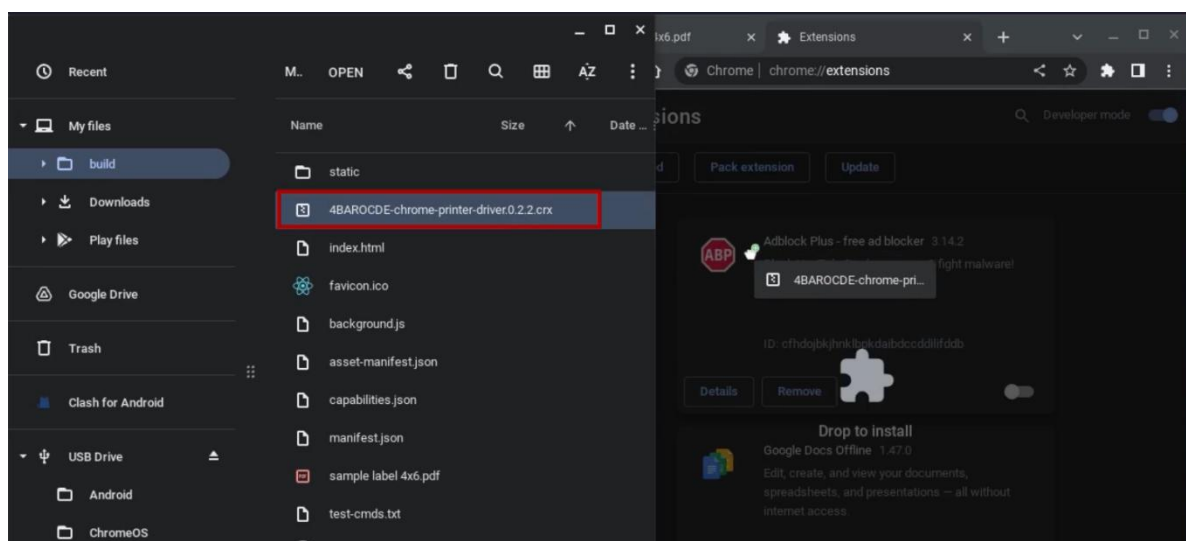 Recent
My files
build
Downloads
Play files
Google Drive
Trash
Clash for Android
USB Drive
Android
ChromeOS
M.. OPEN AZ
Name Size Date ...
static
4BAROCDE-chrome-printer-driver.0.2.2.crx
index.html
favicon.ico
background.js
asset-manifest.json
capabilities.json
manifest.json
PDF
sample label 4x6.pdf
test-cmds.txt
4x6.pdf Extensions
Chrome | chrome://extensions
sions Developer mode
d Pack extension Update
ABP
Adblock Plus - free ad blocker 3.14.2
fight malware!
4BAROCDE-chrome-pri...
Details Remove
Drop to install
Google Docs Offline 1.47.0
Edit, create, and view your documents,
spreadsheets, and presentations — all without
internet access.